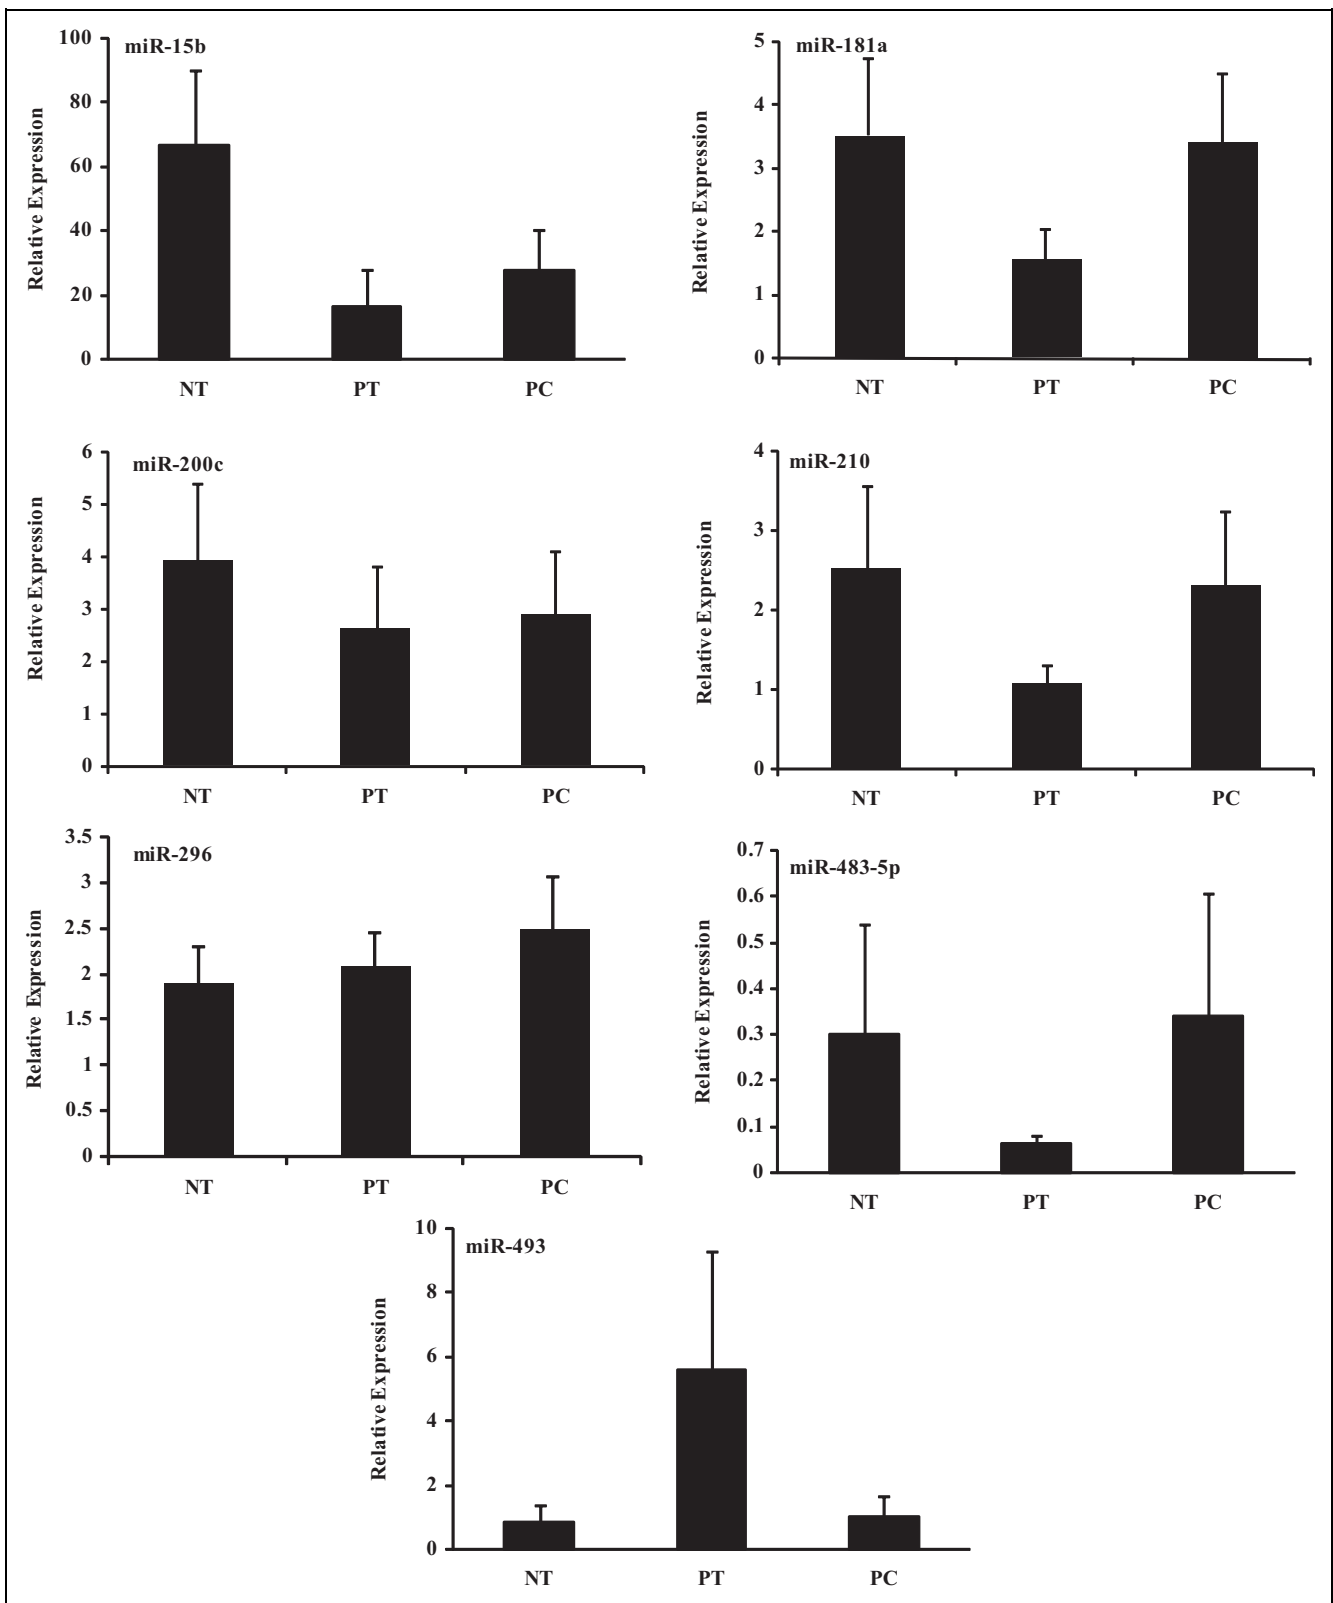 miR-15b
Relative Expression
100
80
60
40
20
0
NT PT PC
miR-181a
Relative Expression
5
4
3
2
1
0
NT PT PC
miR-200c
Relative Expression
6
5
4
3
2
1
0
NT PT PC
miR-210
Relative Expression
4
3
2
1
0
NT PT PC
miR-296
Relative Expression
3.5
3
2.5
2
1.5
1
0.5
0
NT PT PC
miR-483-5p
Relative Expression
0.7
0.6
0.5
0.4
0.3
0.2
0.1
0
NT PT PC
miR-493
Relative Expression
10
8
6
4
2
0
NT PT PC